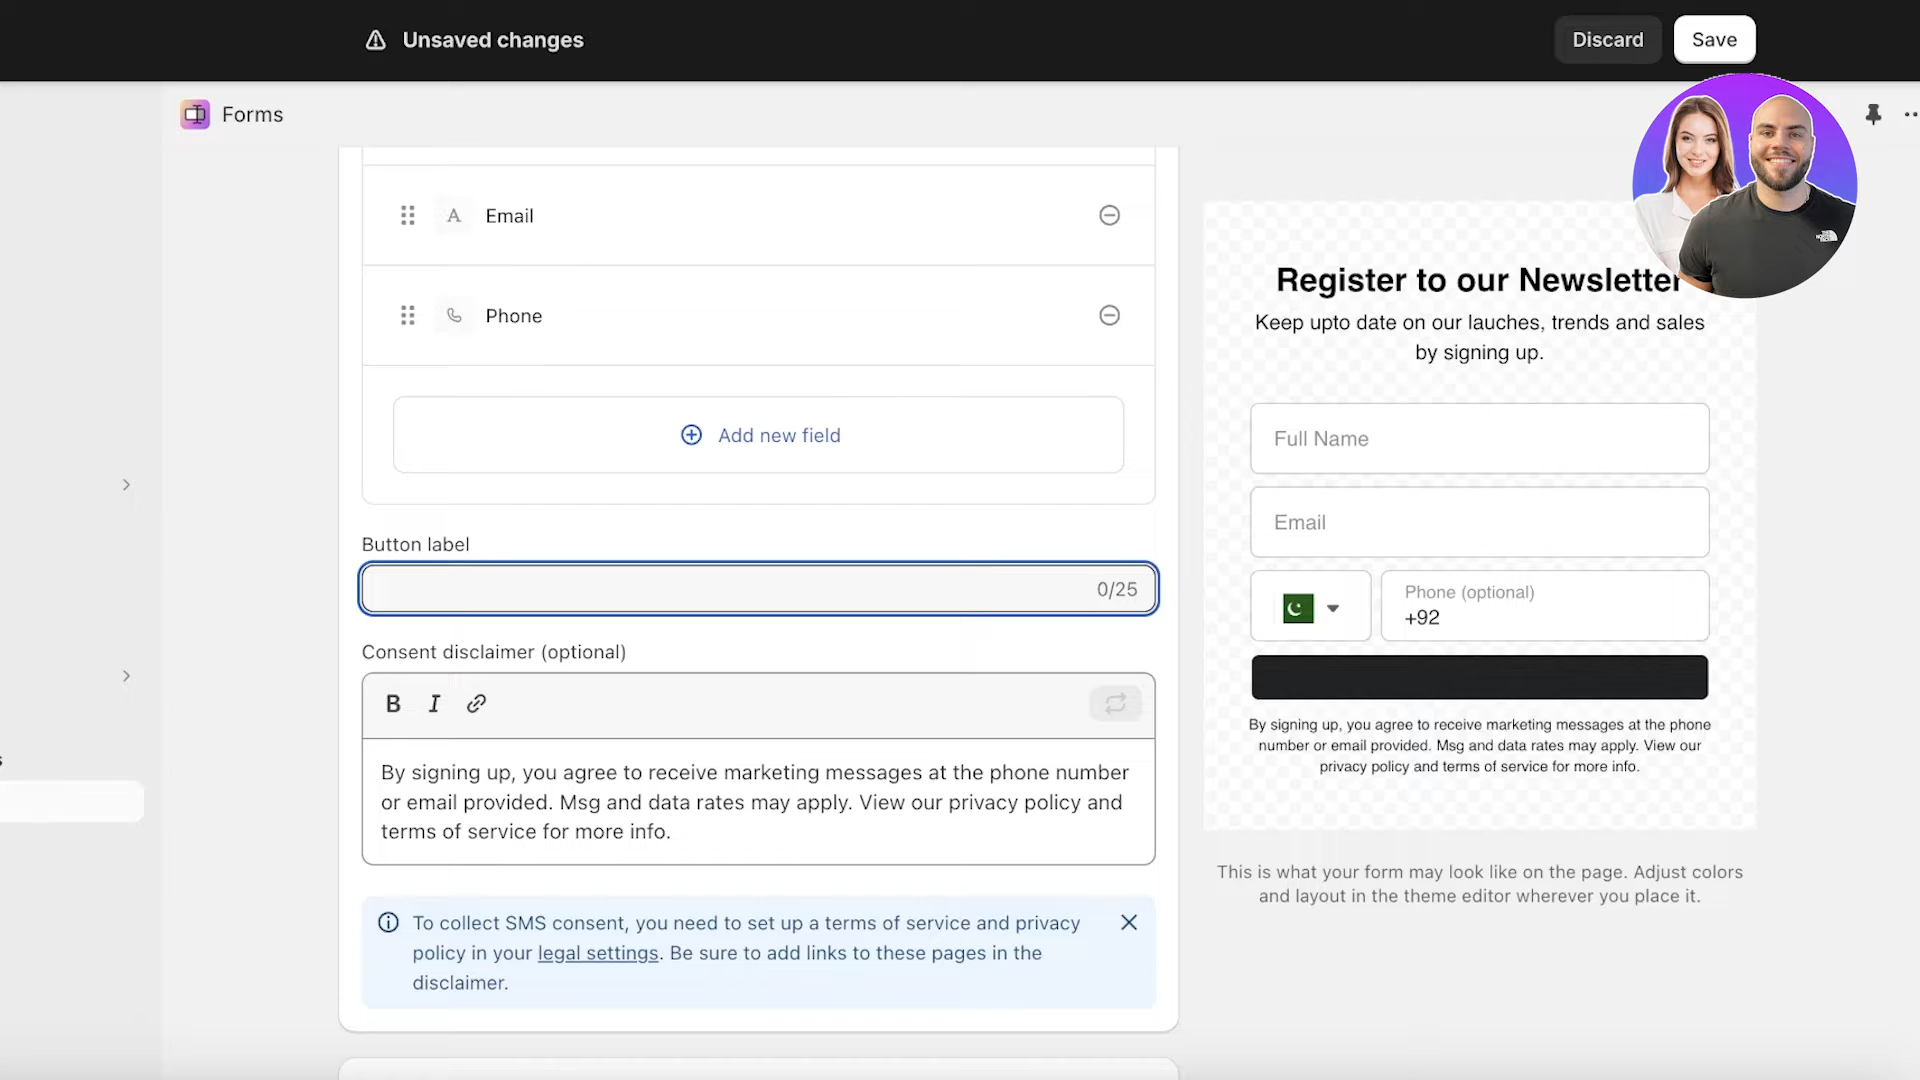 Unsaved changes
Discard
Save
Forms
Email
Phone
Add new field
Button label
0/25
Consent disclaimer (optional)
B I
By signing up, you agree to receive marketing messages at the phone number
or email provided. Msg and data rates may apply. View our privacy policy and
terms of service for more info.
To collect SMS consent, you need to set up a terms of service and privacy
policy in your legal settings. Be sure to add links to these pages in the
disclaimer.
Register to our Newsletter
Keep upto date on our lauches, trends and sales
by signing up.
Full Name
Email
Phone (optional)
+92
By signing up, you agree to receive marketing messages at the phone
number or email provided. Msg and data rates may apply. View our
privacy policy and terms of service for more info.
This is what your form may look like on the page. Adjust colors
and layout in the theme editor wherever you place it.